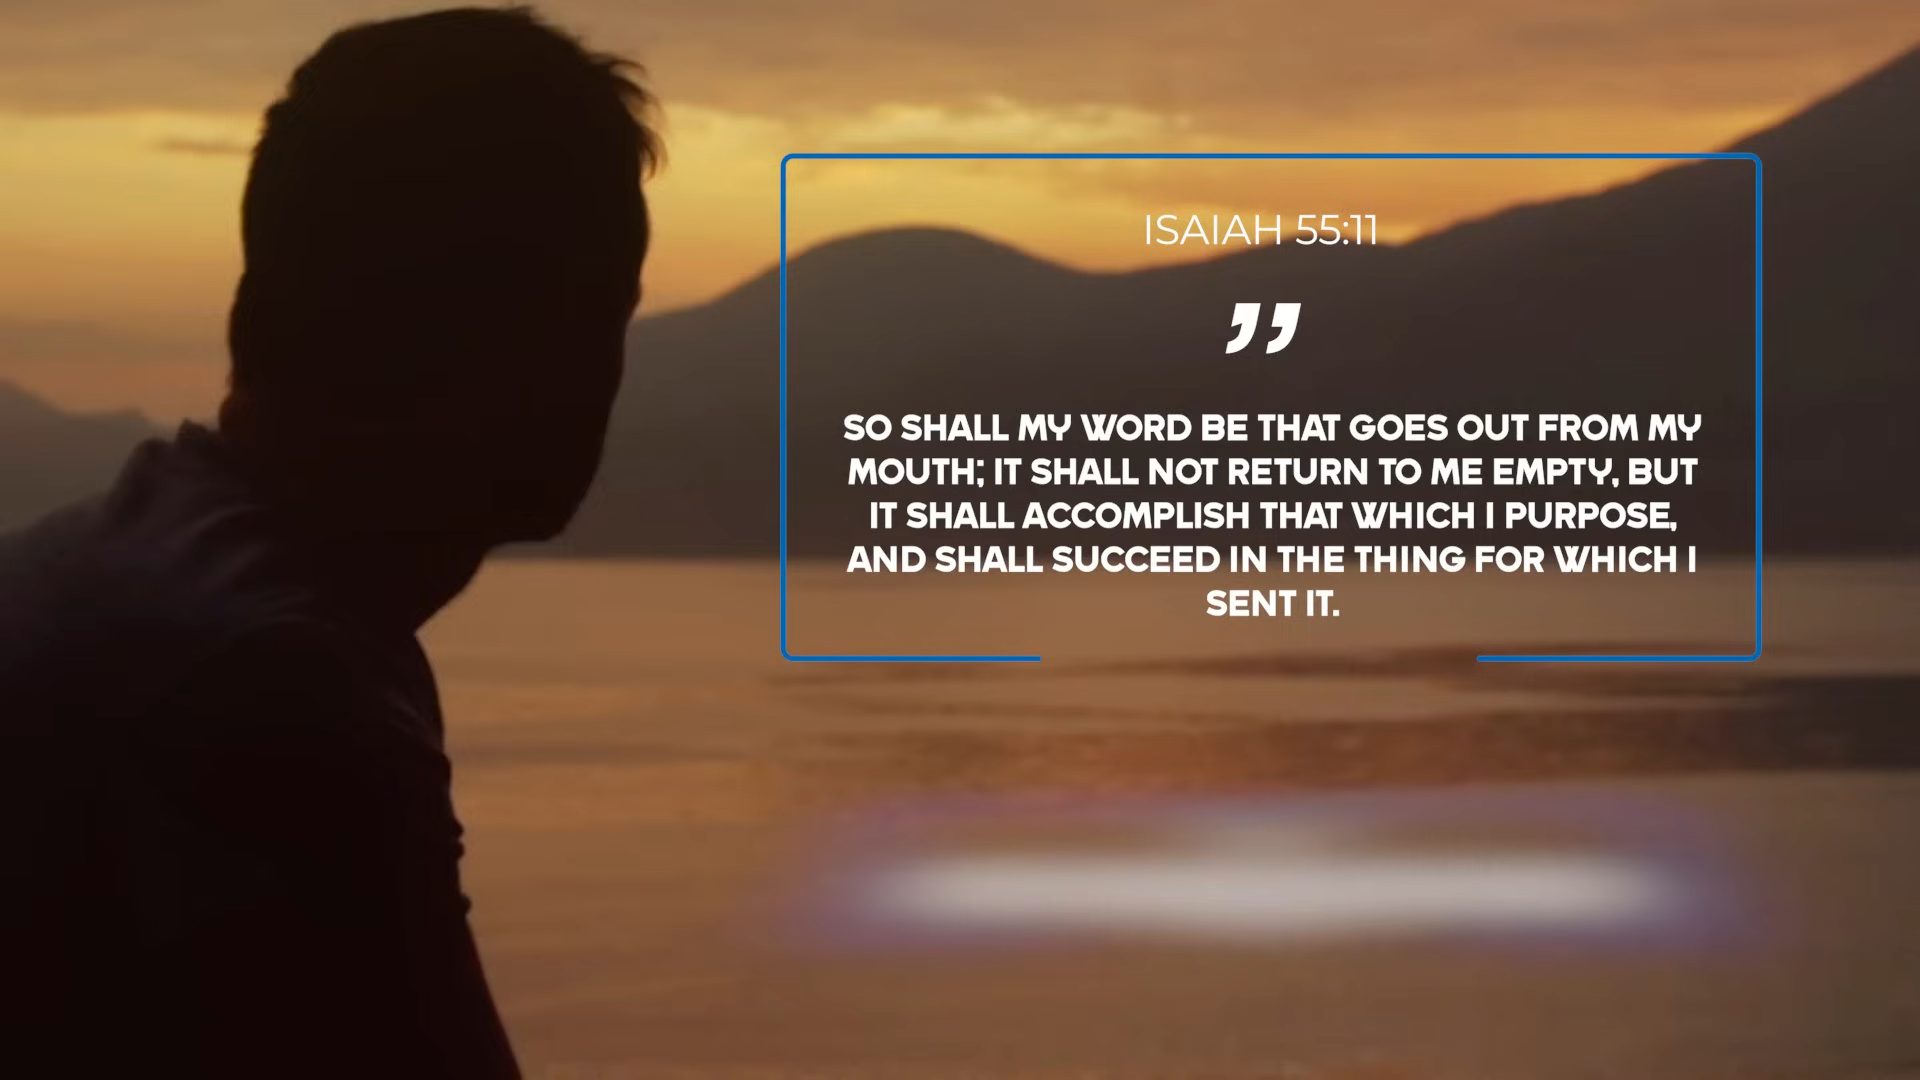 ISAIAH 55:11
”
SO SHALL MY WORD BE THAT GOES OUT FROM MY
MOUTH; IT SHALL NOT RETURN TO ME EMPTY, BUT
IT SHALL ACCOMPLISH THAT WHICH I PURPOSE,
AND SHALL SUCCEED IN THE THING FOR WHICH I
SENT IT.